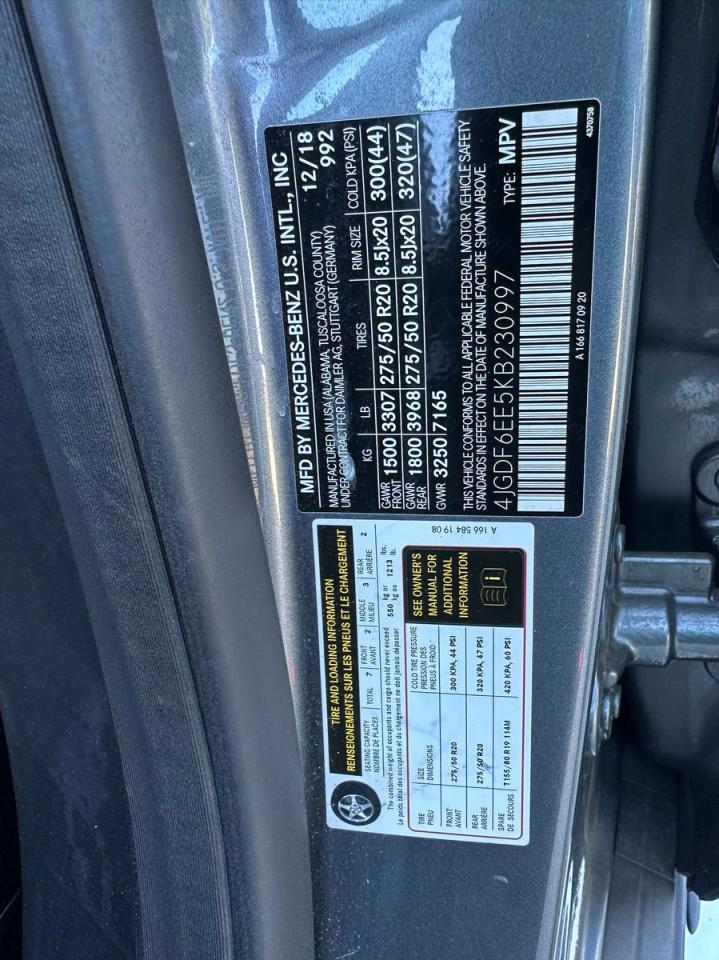 MFD BY MERCEDES-BENZ U.S. INTL., INC
MANUFACTURED IN USA (ALABAMA, TUSCALOOSA COUNTY) 12/18
UNDER CONTRACT FOR DAIMLER AG, STUTTGART (GERMANY) 992
KG LB TIRES RIM SIZE COLD KPA(PSI)
GAWR FRONT 1500 3307 275/50 R20 8.5Jx20 300(44)
GAWR REAR 1800 3968 275/50 R20 8.5Jx20 320(47)
GVWR 3250 7165
THIS VEHICLE CONFORMS TO ALL APPLICABLE FEDERAL MOTOR VEHICLE SAFETY
STANDARDS IN EFFECT ON THE DATE OF MANUFACTURE SHOWN ABOVE.
4JGDF6EE5KB230997 TYPE: MPV
A 166 817 09 20 4370758
TIRE AND LOADING INFORMATION
RENSEIGNEMENTS SUR LES PNEUS ET LE CHARGEMENT
SEATING CAPACITY TOTAL 7 FRONT 2 MIDDLE 3 REAR 2
NOMBRE DE PLACES AVANT MILIEU ARRIÈRE
The combined weight of occupants and cargo should never exceed 550 kg or 1213 lbs.
Le poids total des occupants et du chargement ne doit jamais dépasser kg ou lb.
TIRE SIZE COLD TIRE PRESSURE
PNEU DIMENSIONS PRESSION DES PNEUS À FROID
FRONT AVANT 275/50 R20 300 KPA, 44 PSI
REAR ARRIÈRE 275/50 R20 320 KPA, 47 PSI
SPARE DE SECOURS T155/80 R19 114M 420 KPA, 60 PSI
SEE OWNER'S
MANUAL FOR
ADDITIONAL
INFORMATION
A 166 584 19 08